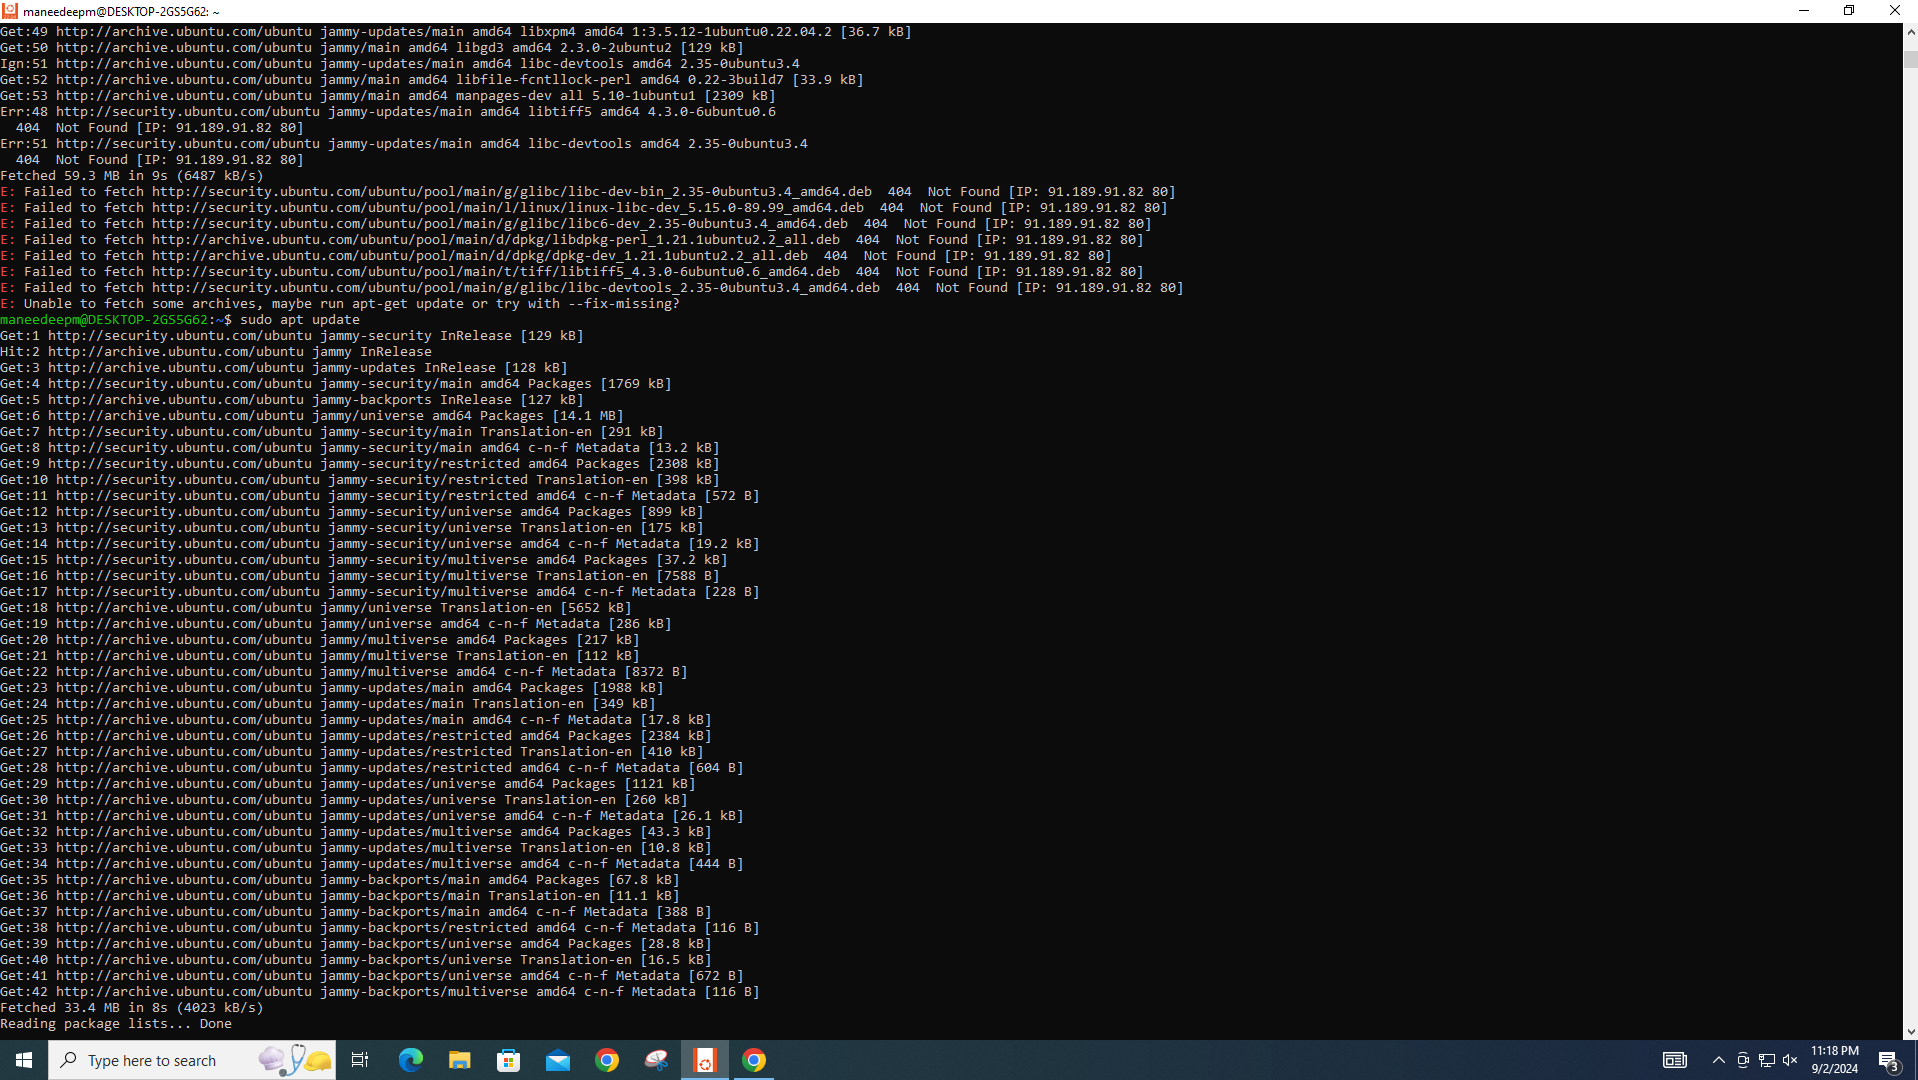 maneedeepm@DESKTOP-2GS5G62: ~
Get:49 http://archive.ubuntu.com/ubuntu jammy-updates/main amd64 libxpm4 amd64 1:3.5.12-1ubuntu0.22.04.2 [36.7 kB]
Get:50 http://archive.ubuntu.com/ubuntu jammy/main amd64 libgd3 amd64 2.3.0-2ubuntu2 [129 kB]
Ign:51 http://archive.ubuntu.com/ubuntu jammy-updates/main amd64 libc-devtools amd64 2.35-0ubuntu3.4
Get:52 http://archive.ubuntu.com/ubuntu jammy/main amd64 libfile-fcntllock-perl amd64 0.22-3build7 [33.9 kB]
Get:53 http://archive.ubuntu.com/ubuntu jammy/main amd64 manpages-dev all 5.10-1ubuntu1 [2309 kB]
Err:48 http://security.ubuntu.com/ubuntu jammy-updates/main amd64 libtiff5 amd64 4.3.0-6ubuntu0.6
  404  Not Found [IP: 91.189.91.82 80]
Err:51 http://security.ubuntu.com/ubuntu jammy-updates/main amd64 libc-devtools amd64 2.35-0ubuntu3.4
  404  Not Found [IP: 91.189.91.82 80]
Fetched 59.3 MB in 9s (6487 kB/s)
E: Failed to fetch http://security.ubuntu.com/ubuntu/pool/main/g/glibc/libc-dev-bin_2.35-0ubuntu3.4_amd64.deb  404  Not Found [IP: 91.189.91.82 80]
E: Failed to fetch http://security.ubuntu.com/ubuntu/pool/main/l/linux/linux-libc-dev_5.15.0-89.99_amd64.deb  404  Not Found [IP: 91.189.91.82 80]
E: Failed to fetch http://security.ubuntu.com/ubuntu/pool/main/g/glibc/libc6-dev_2.35-0ubuntu3.4_amd64.deb  404  Not Found [IP: 91.189.91.82 80]
E: Failed to fetch http://archive.ubuntu.com/ubuntu/pool/main/d/dpkg/libdpkg-perl_1.21.1ubuntu2.2_all.deb  404  Not Found [IP: 91.189.91.82 80]
E: Failed to fetch http://archive.ubuntu.com/ubuntu/pool/main/d/dpkg/dpkg-dev_1.21.1ubuntu2.2_all.deb  404  Not Found [IP: 91.189.91.82 80]
E: Failed to fetch http://security.ubuntu.com/ubuntu/pool/main/t/tiff/libtiff5_4.3.0-6ubuntu0.6_amd64.deb  404  Not Found [IP: 91.189.91.82 80]
E: Failed to fetch http://security.ubuntu.com/ubuntu/pool/main/g/glibc/libc-devtools_2.35-0ubuntu3.4_amd64.deb  404  Not Found [IP: 91.189.91.82 80]
E: Unable to fetch some archives, maybe run apt-get update or try with --fix-missing?
maneedeepm@DESKTOP-2GS5G62:~$ sudo apt update
Get:1 http://security.ubuntu.com/ubuntu jammy-security InRelease [129 kB]
Hit:2 http://archive.ubuntu.com/ubuntu jammy InRelease
Get:3 http://archive.ubuntu.com/ubuntu jammy-updates InRelease [128 kB]
Get:4 http://security.ubuntu.com/ubuntu jammy-security/main amd64 Packages [1769 kB]
Get:5 http://archive.ubuntu.com/ubuntu jammy-backports InRelease [127 kB]
Get:6 http://archive.ubuntu.com/ubuntu jammy/universe amd64 Packages [14.1 MB]
Get:7 http://security.ubuntu.com/ubuntu jammy-security/main Translation-en [291 kB]
Get:8 http://security.ubuntu.com/ubuntu jammy-security/main amd64 c-n-f Metadata [13.2 kB]
Get:9 http://security.ubuntu.com/ubuntu jammy-security/restricted amd64 Packages [2308 kB]
Get:10 http://security.ubuntu.com/ubuntu jammy-security/restricted Translation-en [398 kB]
Get:11 http://security.ubuntu.com/ubuntu jammy-security/restricted amd64 c-n-f Metadata [572 B]
Get:12 http://security.ubuntu.com/ubuntu jammy-security/universe amd64 Packages [899 kB]
Get:13 http://security.ubuntu.com/ubuntu jammy-security/universe Translation-en [175 kB]
Get:14 http://security.ubuntu.com/ubuntu jammy-security/universe amd64 c-n-f Metadata [19.2 kB]
Get:15 http://security.ubuntu.com/ubuntu jammy-security/multiverse amd64 Packages [37.2 kB]
Get:16 http://security.ubuntu.com/ubuntu jammy-security/multiverse Translation-en [7588 B]
Get:17 http://security.ubuntu.com/ubuntu jammy-security/multiverse amd64 c-n-f Metadata [228 B]
Get:18 http://archive.ubuntu.com/ubuntu jammy/universe Translation-en [5652 kB]
Get:19 http://archive.ubuntu.com/ubuntu jammy/universe amd64 c-n-f Metadata [286 kB]
Get:20 http://archive.ubuntu.com/ubuntu jammy/multiverse amd64 Packages [217 kB]
Get:21 http://archive.ubuntu.com/ubuntu jammy/multiverse Translation-en [112 kB]
Get:22 http://archive.ubuntu.com/ubuntu jammy/multiverse amd64 c-n-f Metadata [8372 B]
Get:23 http://archive.ubuntu.com/ubuntu jammy-updates/main amd64 Packages [1988 kB]
Get:24 http://archive.ubuntu.com/ubuntu jammy-updates/main Translation-en [349 kB]
Get:25 http://archive.ubuntu.com/ubuntu jammy-updates/main amd64 c-n-f Metadata [17.8 kB]
Get:26 http://archive.ubuntu.com/ubuntu jammy-updates/restricted amd64 Packages [2384 kB]
Get:27 http://archive.ubuntu.com/ubuntu jammy-updates/restricted Translation-en [410 kB]
Get:28 http://archive.ubuntu.com/ubuntu jammy-updates/restricted amd64 c-n-f Metadata [604 B]
Get:29 http://archive.ubuntu.com/ubuntu jammy-updates/universe amd64 Packages [1121 kB]
Get:30 http://archive.ubuntu.com/ubuntu jammy-updates/universe Translation-en [260 kB]
Get:31 http://archive.ubuntu.com/ubuntu jammy-updates/universe amd64 c-n-f Metadata [26.1 kB]
Get:32 http://archive.ubuntu.com/ubuntu jammy-updates/multiverse amd64 Packages [43.3 kB]
Get:33 http://archive.ubuntu.com/ubuntu jammy-updates/multiverse Translation-en [10.8 kB]
Get:34 http://archive.ubuntu.com/ubuntu jammy-updates/multiverse amd64 c-n-f Metadata [444 B]
Get:35 http://archive.ubuntu.com/ubuntu jammy-backports/main amd64 Packages [67.8 kB]
Get:36 http://archive.ubuntu.com/ubuntu jammy-backports/main Translation-en [11.1 kB]
Get:37 http://archive.ubuntu.com/ubuntu jammy-backports/main amd64 c-n-f Metadata [388 B]
Get:38 http://archive.ubuntu.com/ubuntu jammy-backports/restricted amd64 c-n-f Metadata [116 B]
Get:39 http://archive.ubuntu.com/ubuntu jammy-backports/universe amd64 Packages [28.8 kB]
Get:40 http://archive.ubuntu.com/ubuntu jammy-backports/universe Translation-en [16.5 kB]
Get:41 http://archive.ubuntu.com/ubuntu jammy-backports/universe amd64 c-n-f Metadata [672 B]
Get:42 http://archive.ubuntu.com/ubuntu jammy-backports/multiverse amd64 c-n-f Metadata [116 B]
Fetched 33.4 MB in 8s (4023 kB/s)
Reading package lists... Done
Type here to search
11:18 PM
9/2/2024
3